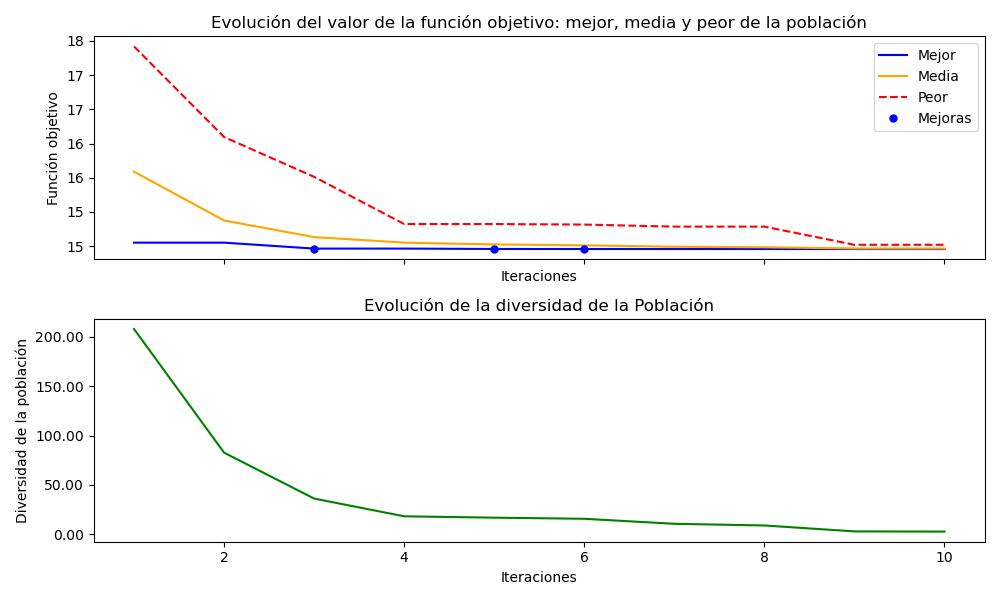 Evolución del valor de la función objetivo: mejor, media y peor de la población
18
17
17
16
16
15
15
Función objetivo
Mejor
Media
Peor
Mejoras
Iteraciones
Evolución de la diversidad de la Población
200.00
150.00
100.00
50.00
0.00
Diversidad de la población
2 4 6 8 10
Iteraciones